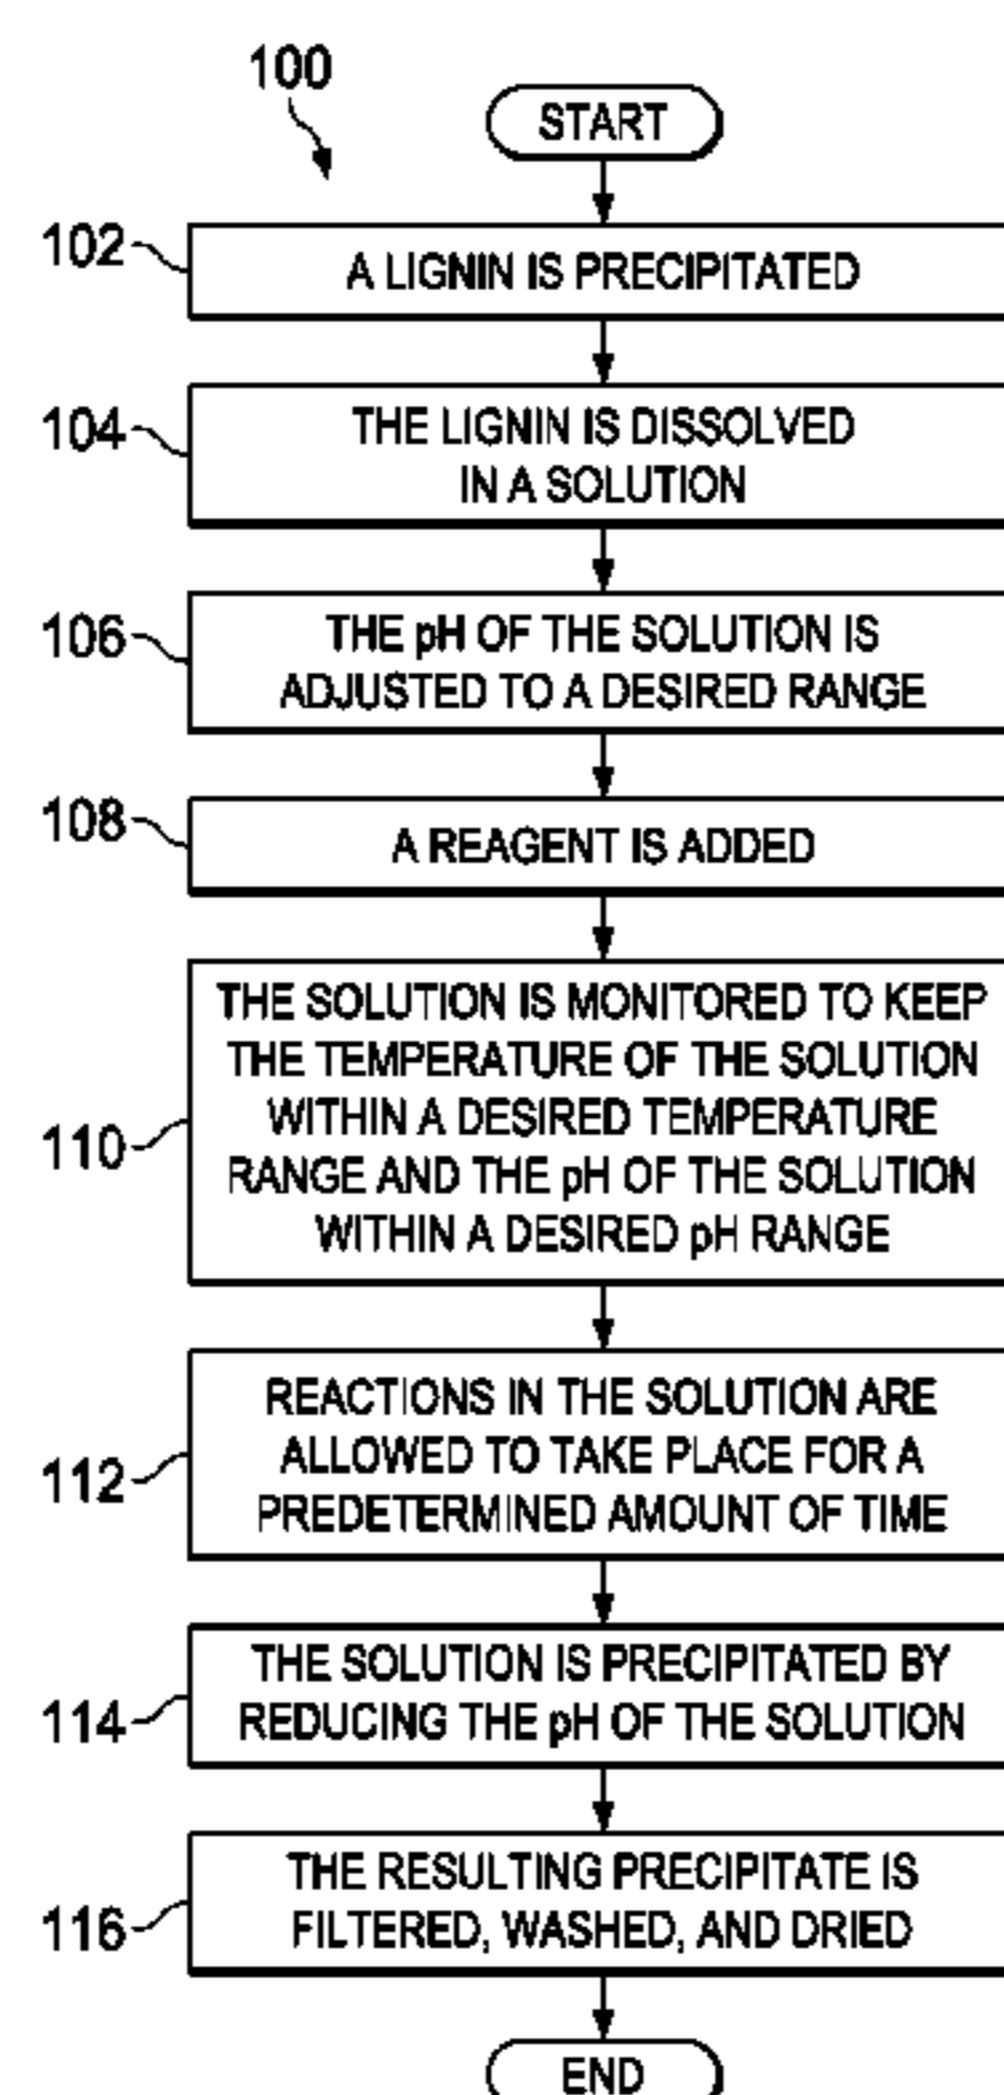 100
START
102
A LIGNIN IS PRECIPITATED
104
THE LIGNIN IS DISSOLVED
IN A SOLUTION
106
THE pH OF THE SOLUTION IS
ADJUSTED TO A DESIRED RANGE
108
A REAGENT IS ADDED
110
THE SOLUTION IS MONITORED TO KEEP
THE TEMPERATURE OF THE SOLUTION
WITHIN A DESIRED TEMPERATURE
RANGE AND THE pH OF THE SOLUTION
WITHIN A DESIRED pH RANGE
112
REACTIONS IN THE SOLUTION ARE
ALLOWED TO TAKE PLACE FOR A
PREDETERMINED AMOUNT OF TIME
114
THE SOLUTION IS PRECIPITATED BY
REDUCING THE pH OF THE SOLUTION
116
THE RESULTING PRECIPITATE IS
FILTERED, WASHED, AND DRIED
END